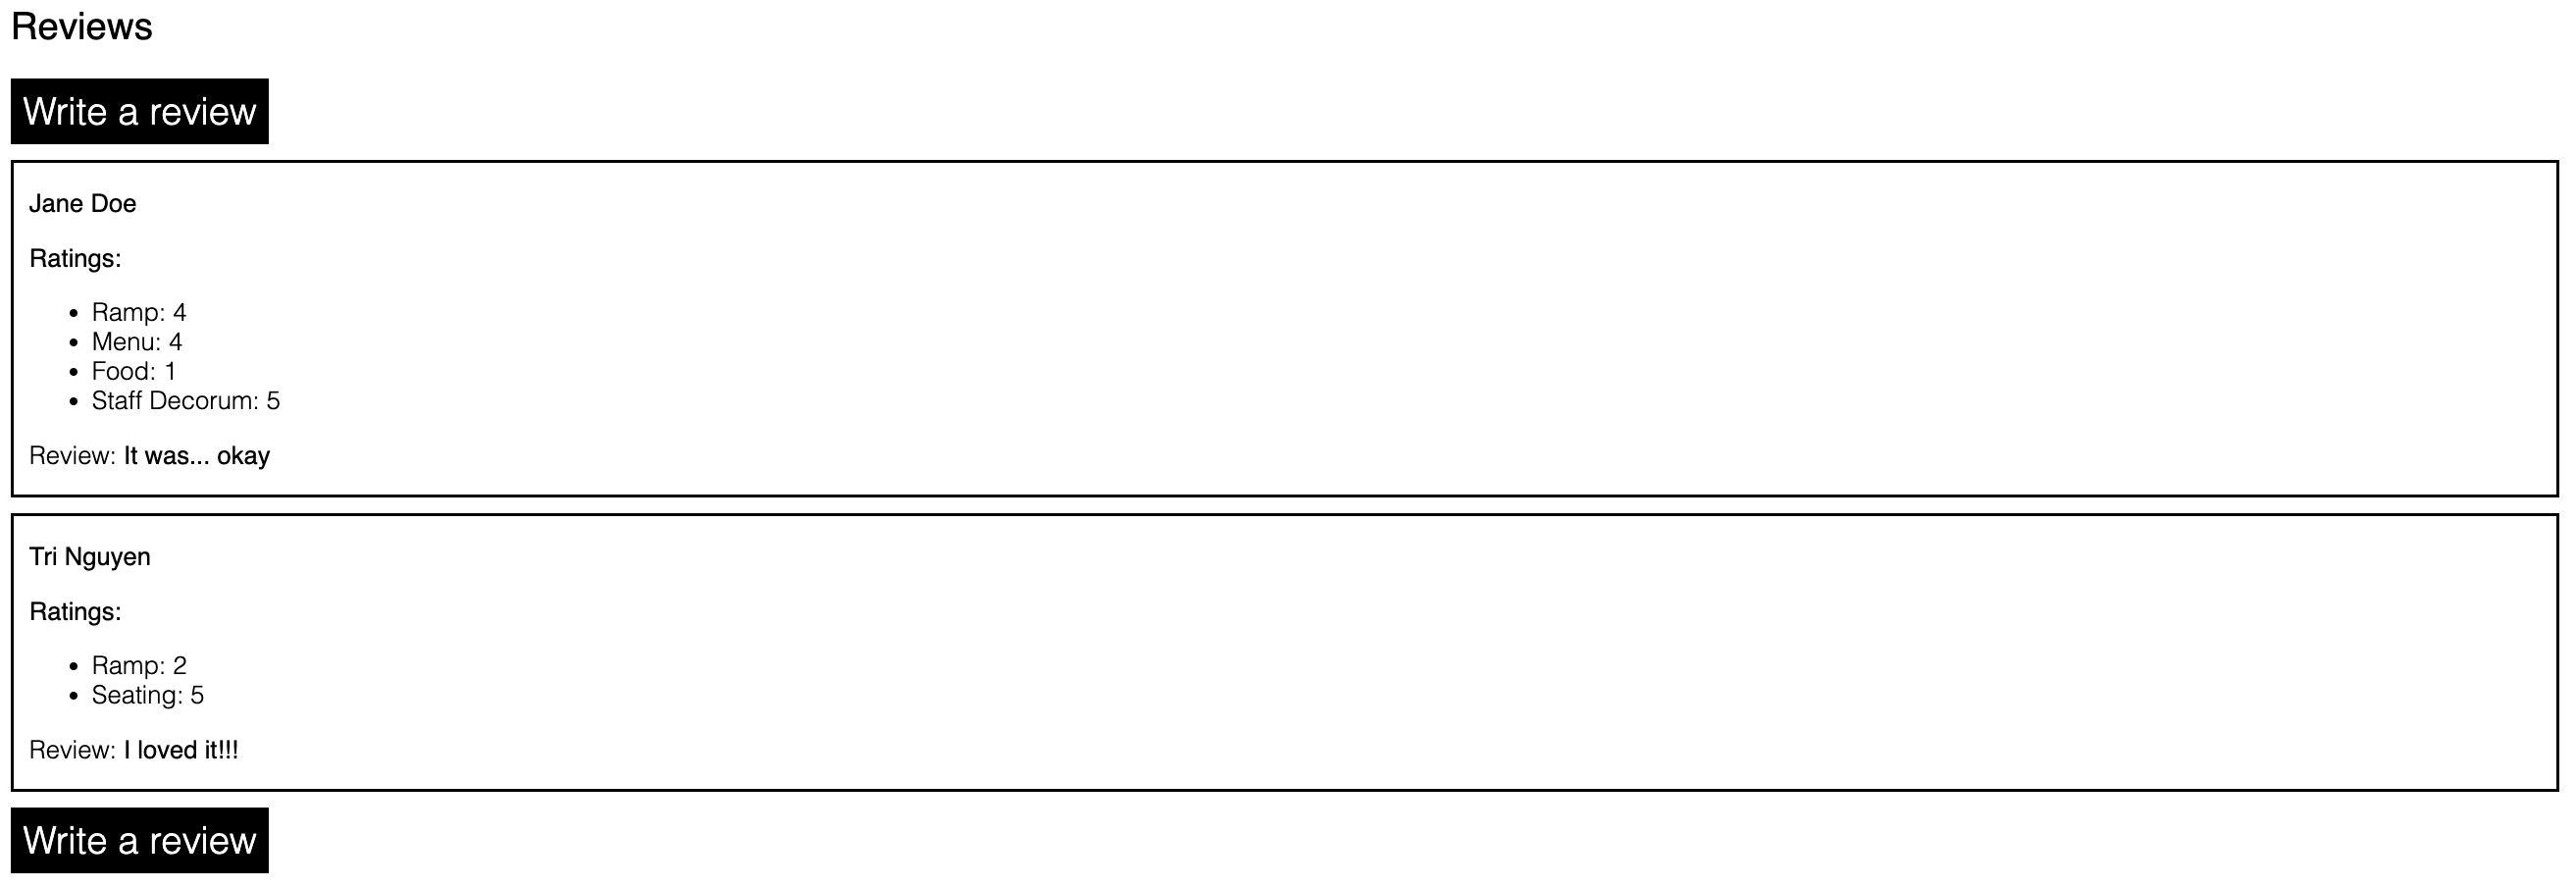 Reviews
Write a review
Jane Doe
Ratings:
• Ramp: 4
• Menu: 4
• Food: 1
• Staff Decorum: 5
Review: It was... okay
Tri Nguyen
Ratings:
• Ramp: 2
• Seating: 5
Review: I loved it!!!
Write a review